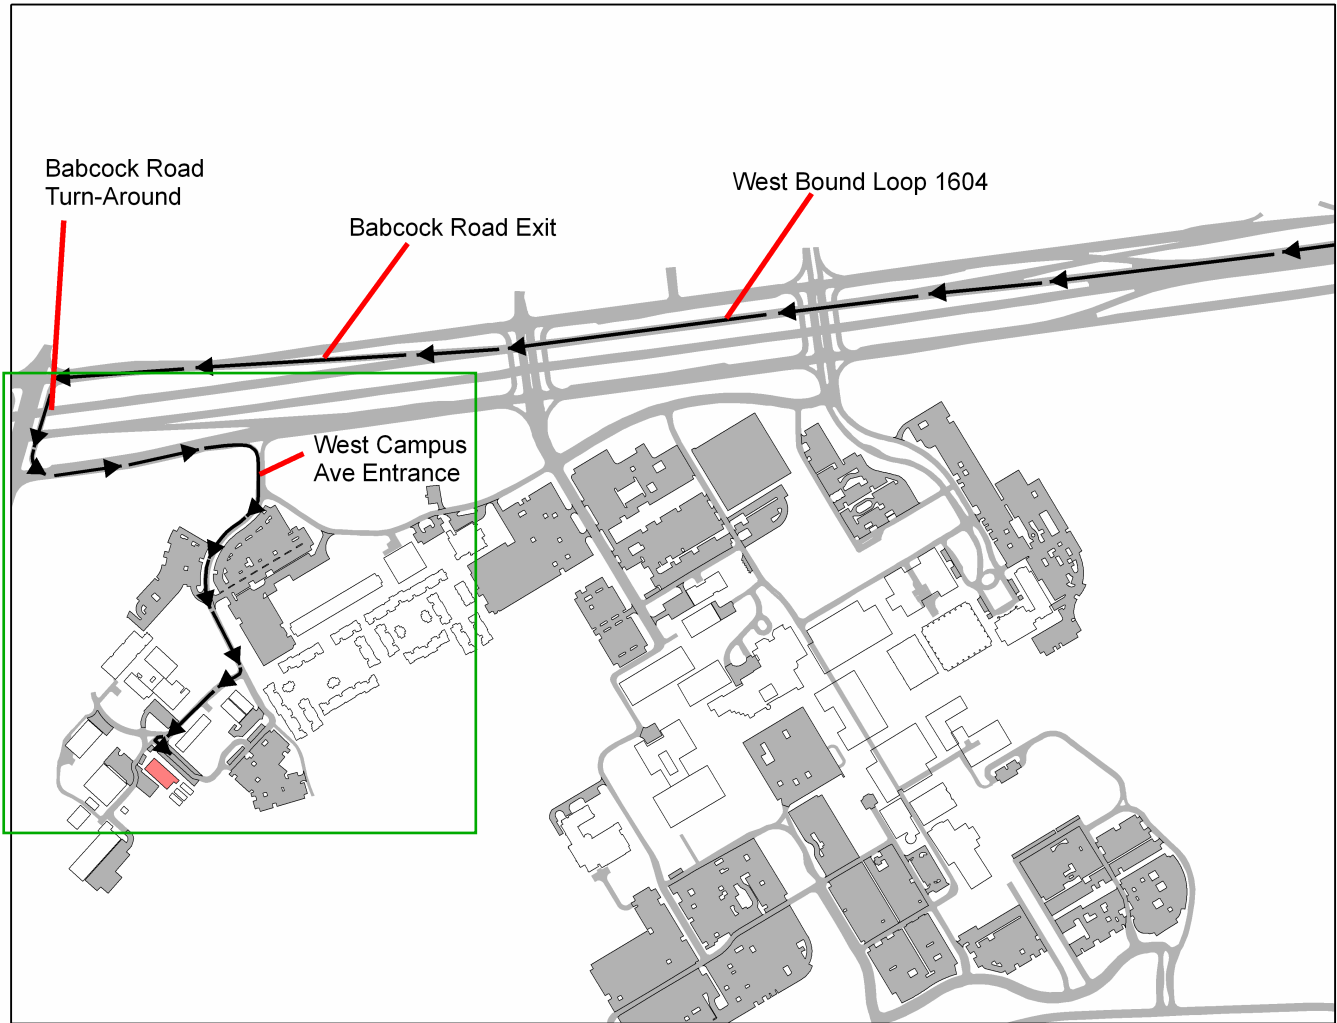 Babcock Road
Turn-Around
Babcock Road Exit
West Bound Loop 1604
West Campus
Ave Entrance